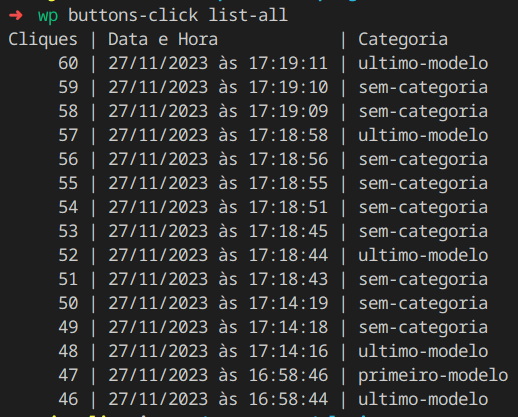 ➜ wp buttons-click list-all
Cliques | Data e Hora | Categoria
60 | 27/11/2023 às 17:19:11 | ultimo-modelo
59 | 27/11/2023 às 17:19:10 | sem-categoria
58 | 27/11/2023 às 17:19:09 | sem-categoria
57 | 27/11/2023 às 17:18:58 | ultimo-modelo
56 | 27/11/2023 às 17:18:56 | sem-categoria
55 | 27/11/2023 às 17:18:55 | sem-categoria
54 | 27/11/2023 às 17:18:51 | sem-categoria
53 | 27/11/2023 às 17:18:45 | sem-categoria
52 | 27/11/2023 às 17:18:44 | ultimo-modelo
51 | 27/11/2023 às 17:18:43 | sem-categoria
50 | 27/11/2023 às 17:14:19 | sem-categoria
49 | 27/11/2023 às 17:14:18 | sem-categoria
48 | 27/11/2023 às 17:14:16 | ultimo-modelo
47 | 27/11/2023 às 16:58:46 | primeiro-modelo
46 | 27/11/2023 às 16:58:44 | ultimo-modelo